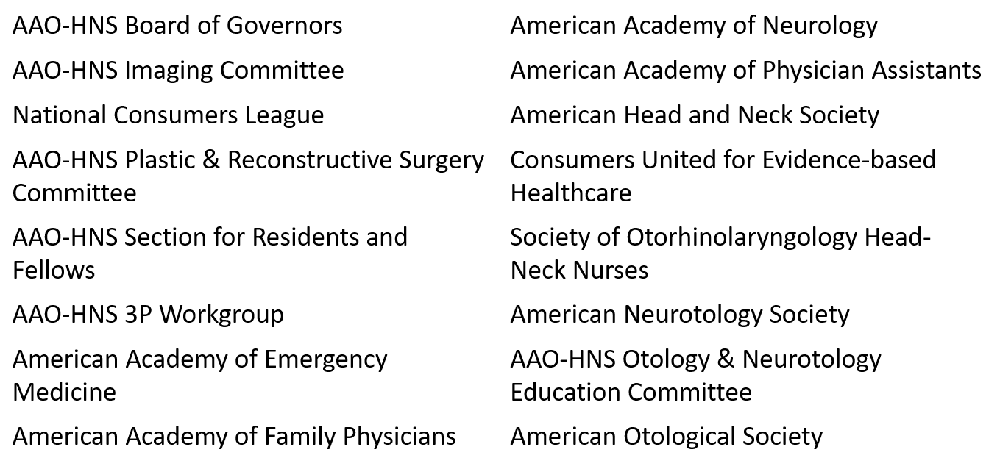 AAO-HNS Board of Governors
AAO-HNS Imaging Committee
National Consumers League
AAO-HNS Plastic & Reconstructive Surgery
Committee
AAO-HNS Section for Residents and
Fellows
AAO-HNS 3P Workgroup
American Academy of Emergency
Medicine
American Academy of Family Physicians
American Academy of Neurology
American Academy of Physician Assistants
American Head and Neck Society
Consumers United for Evidence-based
Healthcare
Society of Otorhinolaryngology Head-
Neck Nurses
American Neurotology Society
AAO-HNS Otology & Neurotology
Education Committee
American Otological Society